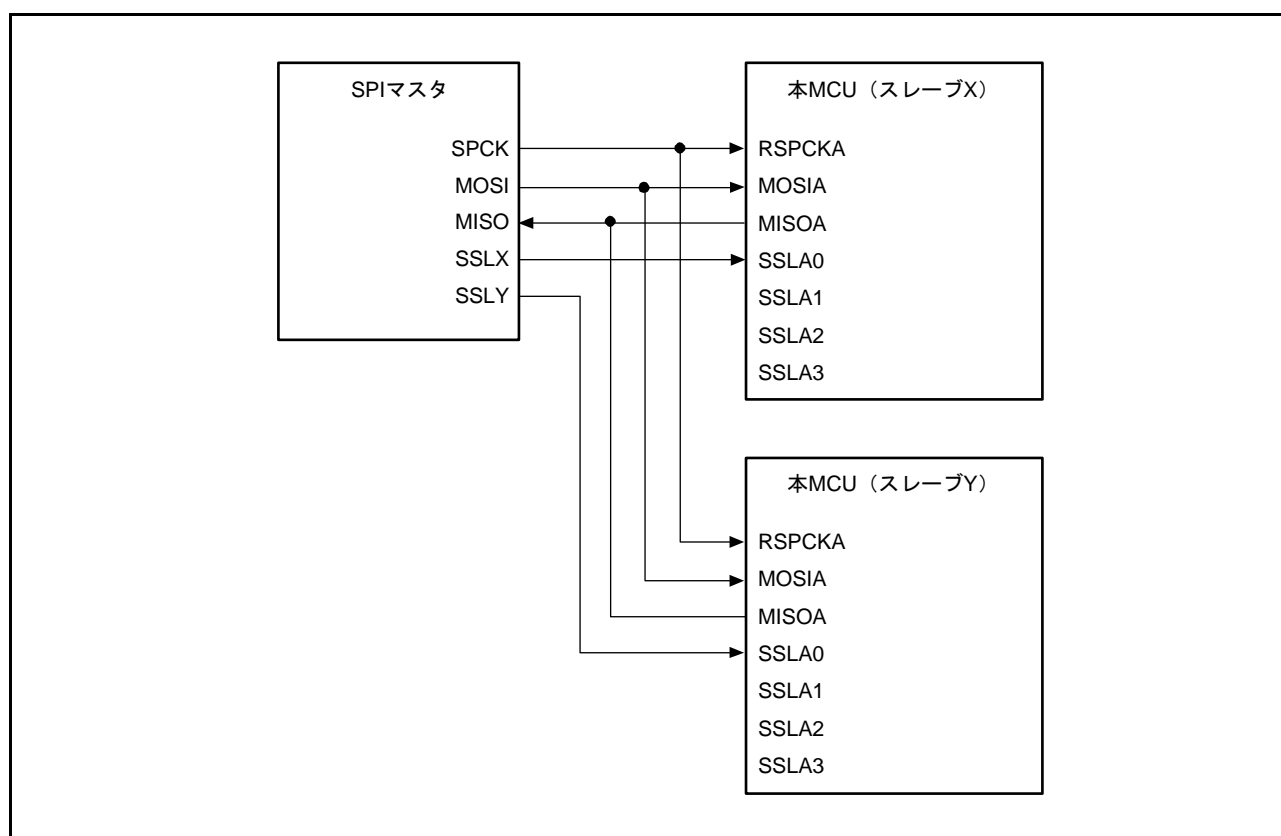 SPIマスタ
SPCK
MOSI
MISO
SSLX
SSLY
本MCU（スレーブX）
RSPCKA
MOSIA
MISOA
SSLA0
SSLA1
SSLA2
SSLA3
本MCU（スレーブY）
RSPCKA
MOSIA
MISOA
SSLA0
SSLA1
SSLA2
SSLA3